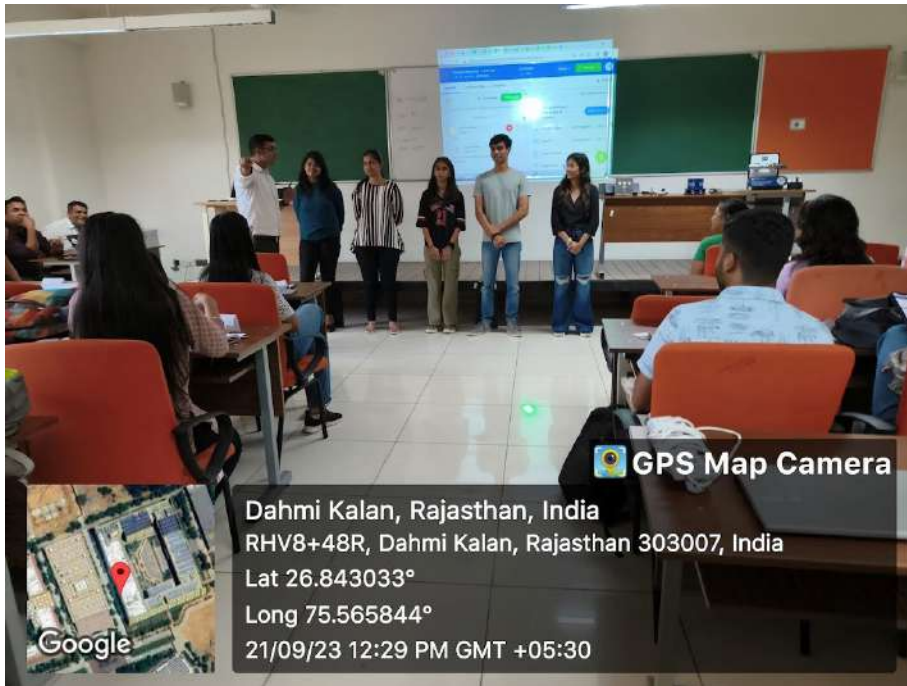 GPS Map Camera
Dahmi Kalan, Rajasthan, India
RHV8+48R, Dahmi Kalan, Rajasthan 303007, India
Lat 26.843033°
Long 75.565844°
21/09/23 12:29 PM GMT +05:30
Google